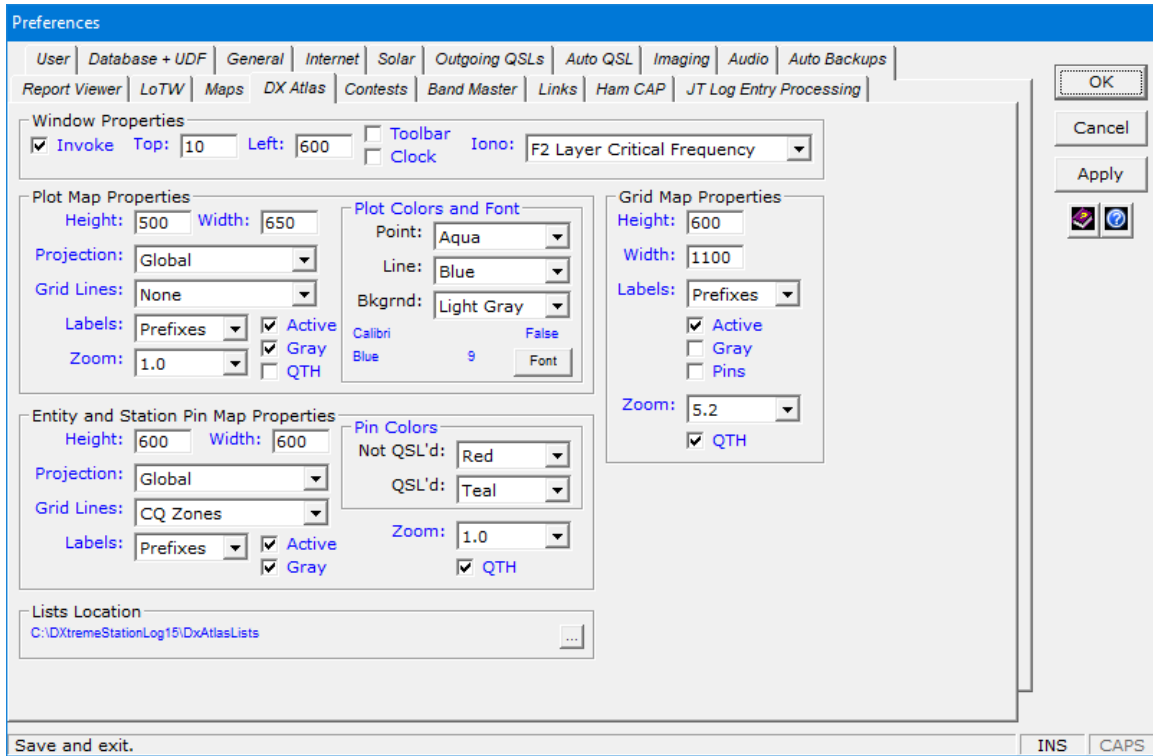 Preferences
User Database + UDF General Internet Solar Outgoing QSLs Auto QSL Imaging Audio Auto Backups
Report Viewer LoTW Maps DX Atlas Contests Band Master Links Ham CAP JT Log Entry Processing
OK
Cancel
Apply
Window Properties
Invoke Top: 10 Left: 600 Toolbar
Clock
Iono: F2 Layer Critical Frequency
Plot Map Properties
Height: 500 Width: 650
Projection: Global
Grid Lines: None
Labels: Prefixes Active
Gray
Zoom: 1.0 QTH
Plot Colors and Font
Point: Aqua
Line: Blue
Bkgrnd: Light Gray
Calibri False
Blue 9 Font
Grid Map Properties
Height: 600
Width: 1100
Labels: Prefixes
Active
Gray
Pins
Zoom: 5.2
QTH
Entity and Station Pin Map Properties
Height: 600 Width: 600
Projection: Global
Grid Lines: CQ Zones
Labels: Prefixes Active
Gray
Pin Colors
Not QSL'd: Red
QSL'd: Teal
Zoom: 1.0
QTH
Lists Location
C:\DXtremeStationLog15\DxAtlasLists
...
Save and exit. INS CAPS